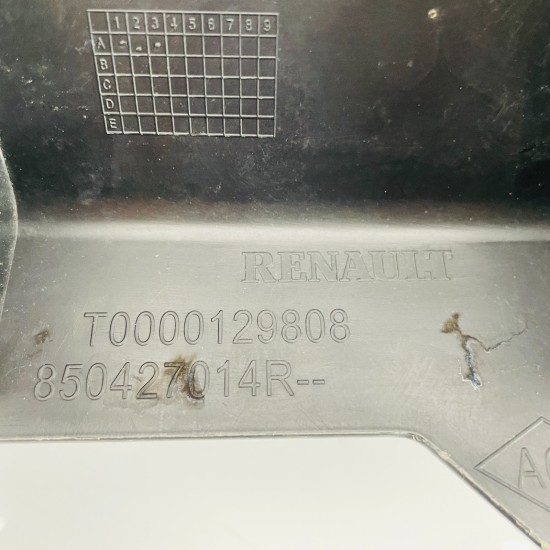 1 2 3 4 5 6 7 8 9
A
B
C
D
E
RENAULT
T0000129808
850427014R--